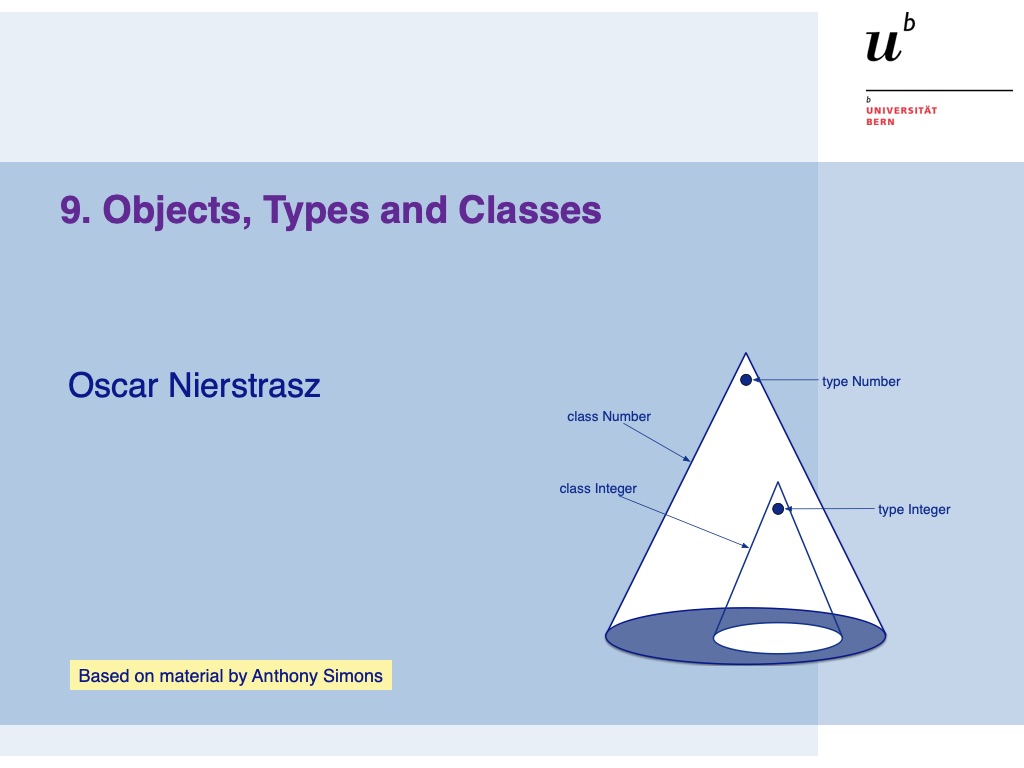 u b
b
UNIVERSITÄT
BERN
9. Objects, Types and Classes
Oscar Nierstrasz
type Number
class Number
class Integer
type Integer
Based on material by Anthony Simons